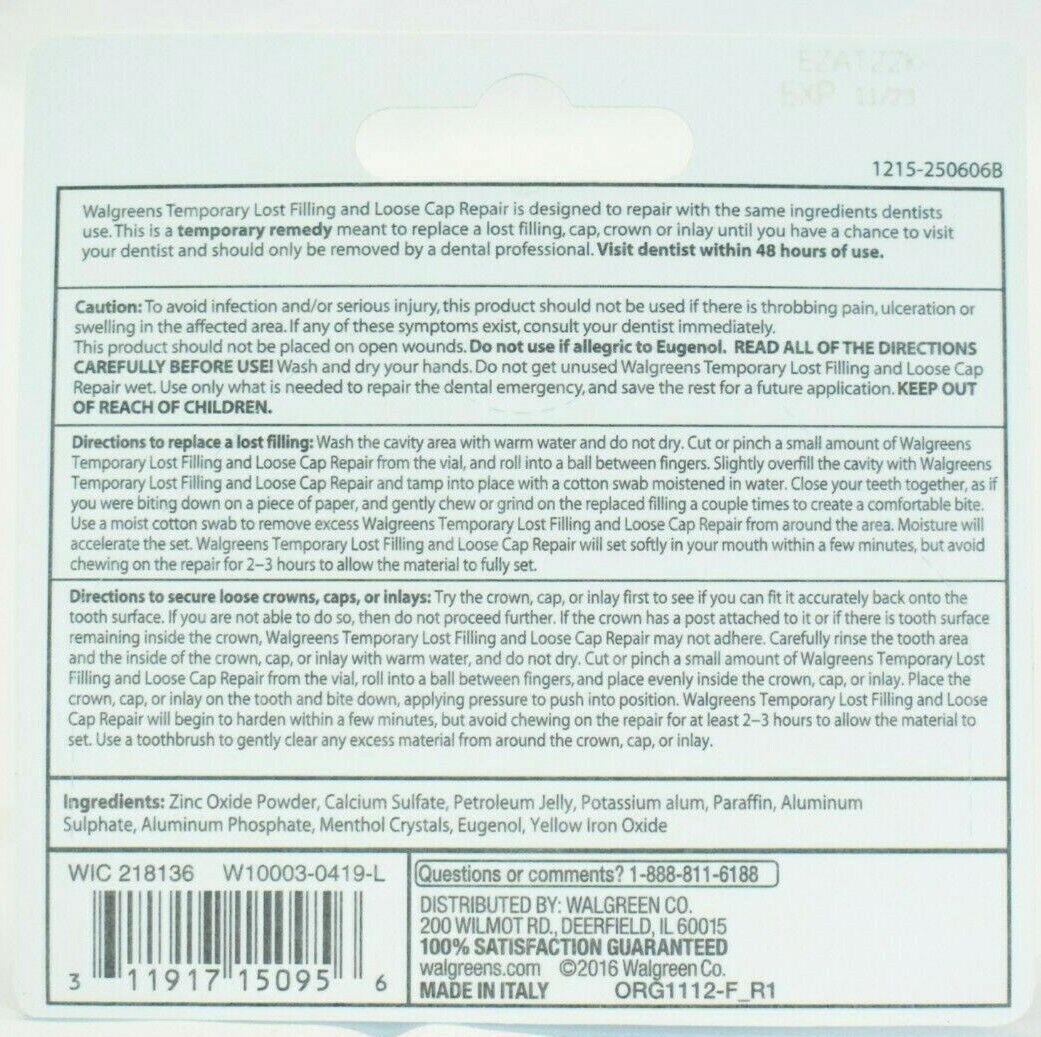 EXP 11/23
1215-250606B
Walgreens Temporary Lost Filling and Loose Cap Repair is designed to repair with the same ingredients dentists
use. This is a temporary remedy meant to replace a lost filling, cap, crown or inlay until you have a chance to visit
your dentist and should only be removed by a dental professional. Visit dentist within 48 hours of use.
Caution: To avoid infection and/or serious injury, this product should not be used if there is throbbing pain, ulceration or
swelling in the affected area. If any of these symptoms exist, consult your dentist immediately.
This product should not be placed on open wounds. Do not use if allegric to Eugenol. READ ALL OF THE DIRECTIONS
CAREFULLY BEFORE USE! Wash and dry your hands. Do not get unused Walgreens Temporary Lost Filling and Loose Cap
Repair wet. Use only what is needed to repair the dental emergency, and save the rest for a future application. KEEP OUT
OF REACH OF CHILDREN.
Directions to replace a lost filling: Wash the cavity area with warm water and do not dry. Cut or pinch a small amount of Walgreens
Temporary Lost Filling and Loose Cap Repair from the vial, and roll into a ball between fingers. Slightly overfill the cavity with Walgreens
Temporary Lost Filling and Loose Cap Repair and tamp into place with a cotton swab moistened in water. Close your teeth together, as if
you were biting down on a piece of paper, and gently chew or grind on the replaced filling a couple times to create a comfortable bite.
Use a moist cotton swab to remove excess Walgreens Temporary Lost Filling and Loose Cap Repair from around the area. Moisture will
accelerate the set. Walgreens Temporary Lost Filling and Loose Cap Repair will set softly in your mouth within a few minutes, but avoid
chewing on the repair for 2–3 hours to allow the material to fully set.
Directions to secure loose crowns, caps, or inlays: Try the crown, cap, or inlay first to see if you can fit it accurately back onto the
tooth surface. If you are not able to do so, then do not proceed further. If the crown has a post attached to it or if there is tooth surface
remaining inside the crown, Walgreens Temporary Lost Filling and Loose Cap Repair may not adhere. Carefully rinse the tooth area
and the inside of the crown, cap, or inlay with warm water, and do not dry. Cut or pinch a small amount of Walgreens Temporary Lost
Filling and Loose Cap Repair from the vial, roll into a ball between fingers, and place evenly inside the crown, cap, or inlay. Place the
crown, cap, or inlay on the tooth and bite down, applying pressure to push into position. Walgreens Temporary Lost Filling and Loose
Cap Repair will begin to harden within a few minutes, but avoid chewing on the repair for at least 2–3 hours to allow the material to
set. Use a toothbrush to gently clear any excess material from around the crown, cap, or inlay.
Ingredients: Zinc Oxide Powder, Calcium Sulfate, Petroleum Jelly, Potassium alum, Paraffin, Aluminum
Sulphate, Aluminum Phosphate, Menthol Crystals, Eugenol, Yellow Iron Oxide
WIC 218136 W10003-0419-L
3 11917 15095 6
Questions or comments? 1-888-811-6188
DISTRIBUTED BY: WALGREEN CO.
200 WILMOT RD., DEERFIELD, IL 60015
100% SATISFACTION GUARANTEED
walgreens.com ©2016 Walgreen Co.
MADE IN ITALY ORG1112-F_R1